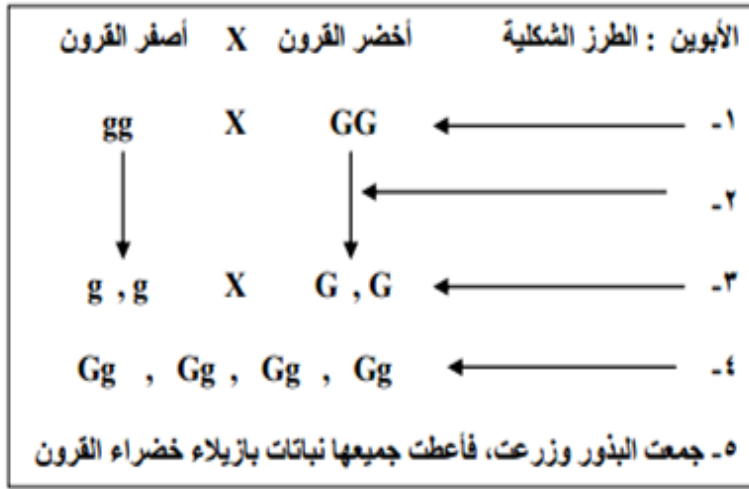 الأبوين : الطرز الشكلية أخضر القرون X أصفر القرون
١- GG X gg
٢-
٣- G , G X g , g
٤- Gg , Gg , Gg , Gg
٥- جمعت البذور وزرعت، فأعطت جميعها نباتات بازيلاء خضراء القرون